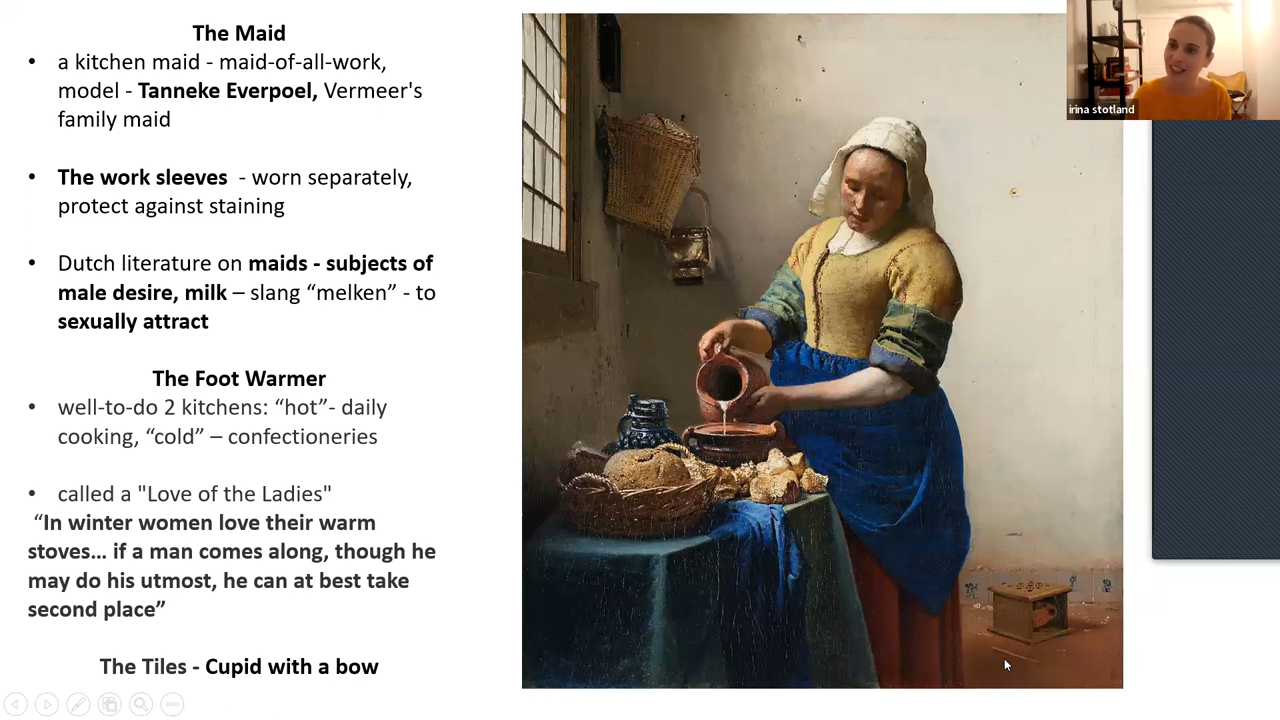 The Maid
• a kitchen maid - maid-of-all-work,
model - Tanneke Everpoel, Vermeer's
family maid
• The work sleeves  - worn separately,
protect against staining
• Dutch literature on maids - subjects of
male desire, milk – slang “melken” - to
sexually attract
The Foot Warmer
• well-to-do 2 kitchens: “hot”- daily
cooking, “cold” – confectioneries
• called a "Love of the Ladies"
“In winter women love their warm
stoves... if a man comes along, though he
may do his utmost, he can at best take
second place”
The Tiles - Cupid with a bow
irina stotland